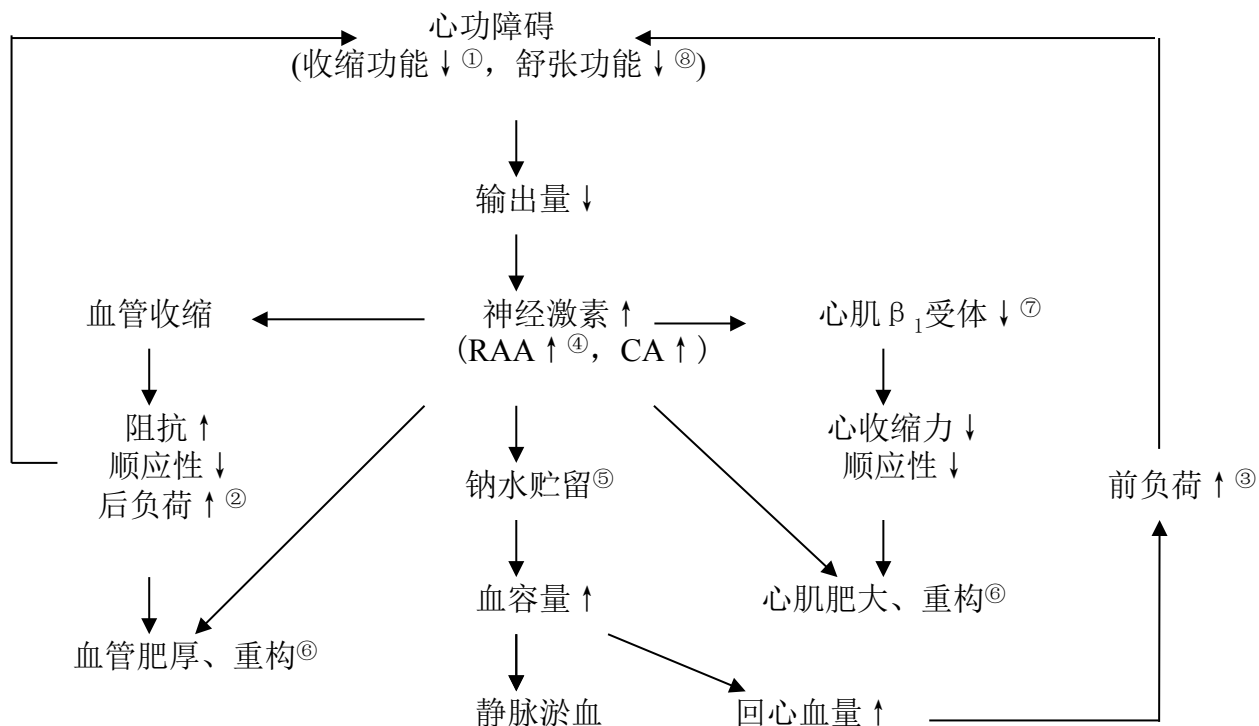 心功障碍
(收缩功能↓①，舒张功能↓⑧)
输出量↓
血管收缩
神经激素↑
(RAA↑④，CA↑)
心肌β1受体↓⑦
阻抗↑
顺应性↓
后负荷↑②
心收缩力↓
顺应性↓
钠水贮留⑤
前负荷↑③
血容量↑
心肌肥大、重构⑥
血管肥厚、重构⑥
静脉淤血
回心血量↑